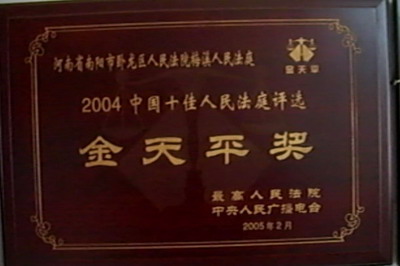 河南省南阳市卧龙区人民法院梅溪人民法庭
金天平
2004 中国十佳人民法庭评选
金天平奖
最高人民法院
中央人民广播电台
2005年2月